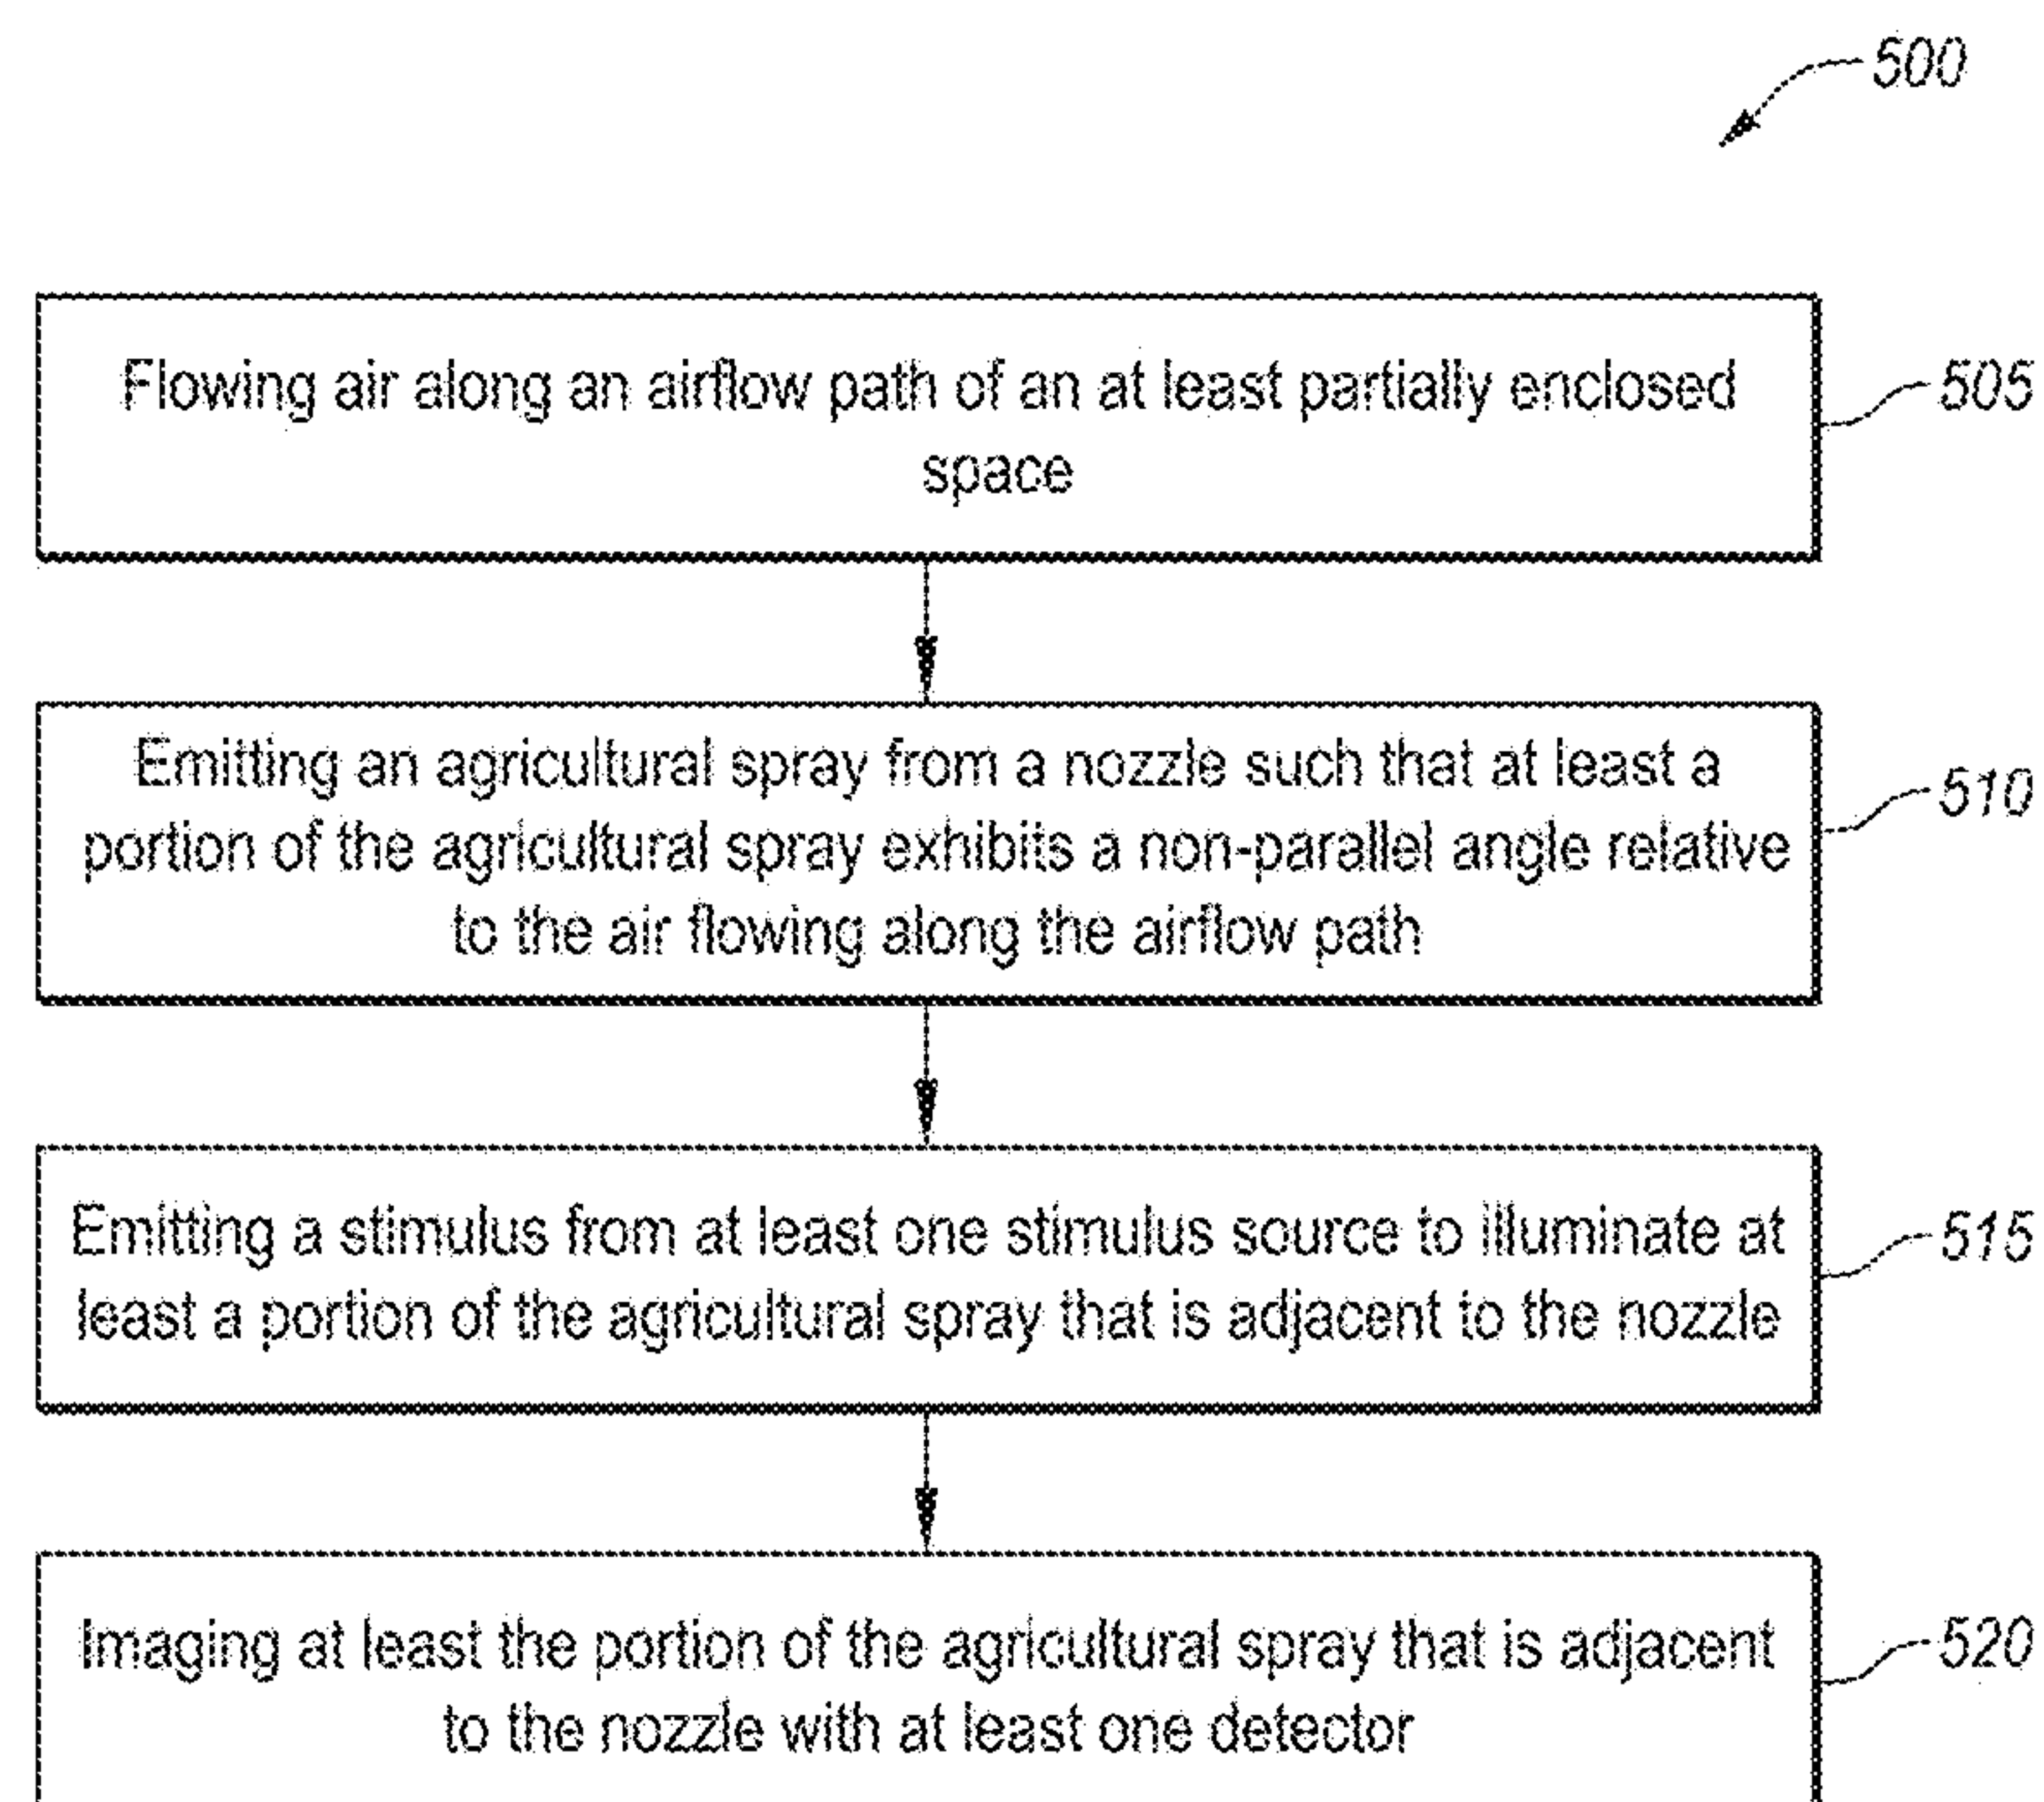 500
Flowing air along an airflow path of an at least partially enclosed
space
505
Emitting an agricultural spray from a nozzle such that at least a
portion of the agricultural spray exhibits a non-parallel angle relative
to the air flowing along the airflow path
510
Emitting a stimulus from at least one stimulus source to illuminate at
least a portion of the agricultural spray that is adjacent to the nozzle
515
Imaging at least the portion of the agricultural spray that is adjacent
to the nozzle with at least one detector
520